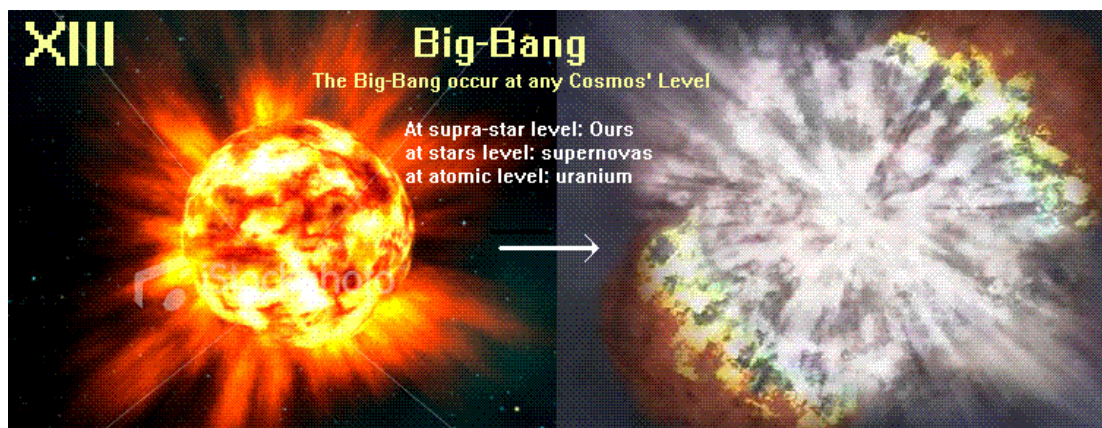 XIII
Big-Bang
The Big-Bang occur at any Cosmos' Level
At supra-star level: Ours
at stars level: supernovas
at atomic level: uranium
iStockphoto